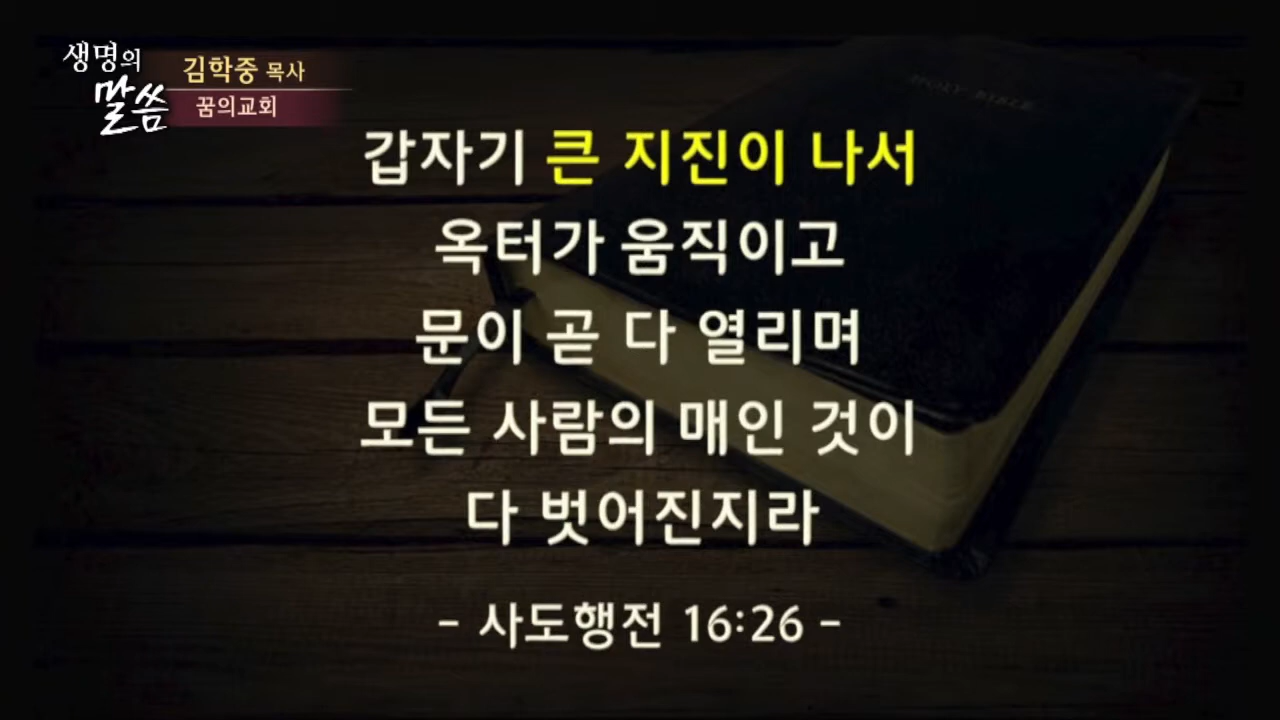 생명의
말씀
김학중 목사
꿈의교회
HOLY BIBLE
갑자기 큰 지진이 나서
옥터가 움직이고
문이 곧 다 열리며
모든 사람의 매인 것이
다 벗어진지라
- 사도행전 16:26 -